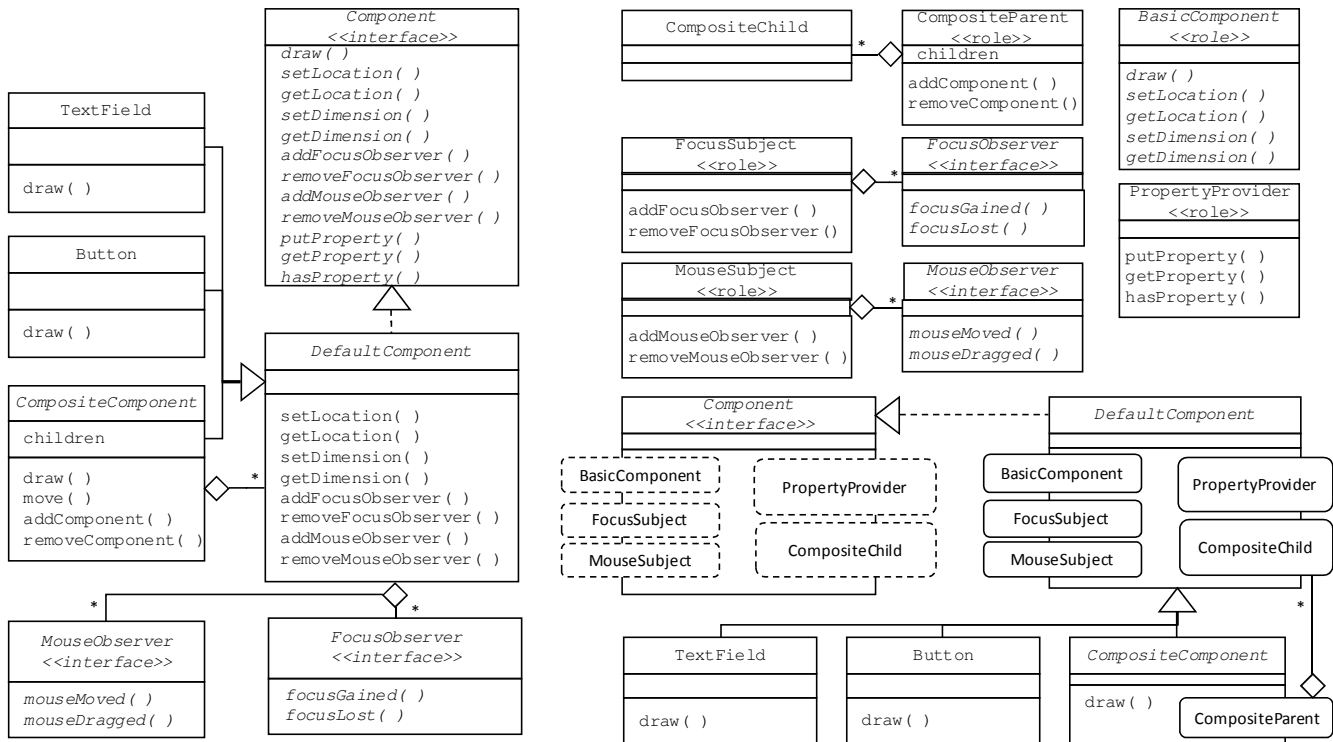 Component
<<interface>>
draw( )
setLocation( )
getLocation( )
setDimension( )
getDimension( )
addFocusObserver( )
removeFocusObserver( )
addMouseObserver( )
removeMouseObserver( )
putProperty( )
getProperty( )
hasProperty( )
TextField
draw( )
Button
draw( )
CompositeComponent
children
draw( )
move( )
addComponent( )
removeComponent( )
*
DefaultComponent
setLocation( )
getLocation( )
setDimension( )
getDimension( )
addFocusObserver( )
removeFocusObserver( )
addMouseObserver( )
removeMouseObserver( )
*
*
MouseObserver
<<interface>>
mouseMoved( )
mouseDragged( )
FocusObserver
<<interface>>
focusGained( )
focusLost( )
CompositeChild
*
CompositeParent
<<role>>
children
addComponent( )
removeComponent()
BasicComponent
<<role>>
draw( )
setLocation( )
getLocation( )
setDimension( )
getDimension( )
FocusSubject
<<role>>
addFocusObserver( )
removeFocusObserver()
*
FocusObserver
<<interface>>
focusGained( )
focusLost( )
PropertyProvider
<<role>>
putProperty( )
getProperty( )
hasProperty( )
MouseSubject
<<role>>
addMouseObserver( )
removeMouseObserver( )
*
MouseObserver
<<interface>>
mouseMoved( )
mouseDragged( )
Component
<<interface>>
BasicComponent
FocusSubject
MouseSubject
PropertyProvider
CompositeChild
DefaultComponent
BasicComponent
FocusSubject
MouseSubject
PropertyProvider
CompositeChild
*
TextField
draw( )
Button
draw( )
CompositeComponent
draw( )
CompositeParent